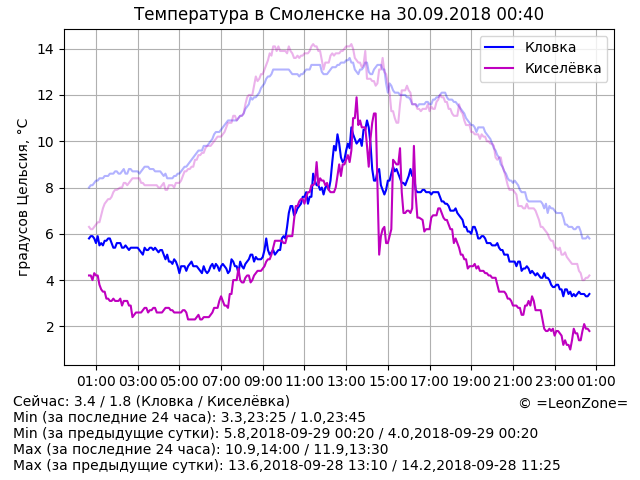 Температура в Смоленске на 30.09.2018 00:40
градусов Цельсия, °C
14
12
10
8
6
4
2
Кловка
Киселёвка
01:00 03:00 05:00 07:00 09:00 11:00 13:00 15:00 17:00 19:00 21:00 23:00 01:00
Сейчас: 3.4 / 1.8 (Кловка / Киселёвка)
© =LeonZone=
Min (за последние 24 часа): 3.3,23:25 / 1.0,23:45
Min (за предыдущие сутки): 5.8,2018-09-29 00:20 / 4.0,2018-09-29 00:20
Max (за последние 24 часа): 10.9,14:00 / 11.9,13:30
Max (за предыдущие сутки): 13.6,2018-09-28 13:10 / 14.2,2018-09-28 11:25